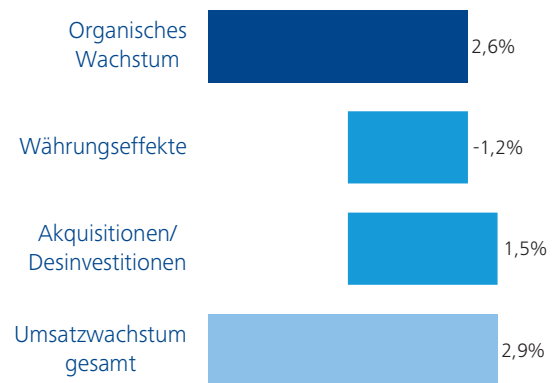 Organisches
Wachstum
2,6%
Währungseffekte
-1,2%
Akquisitionen/
Desinvestitionen
1,5%
Umsatzwachstum
gesamt
2,9%